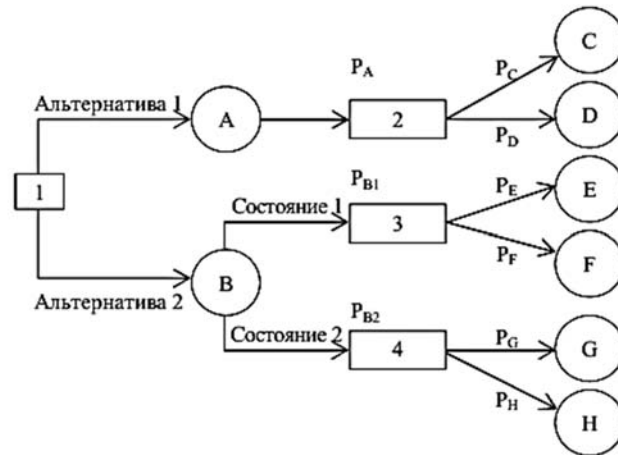 C
P_A
P_C
Альтернатива 1
A
2
D
P_D
1
P_B1
P_E
E
Состояние 1
3
P_F
F
B
Альтернатива 2
P_B2
Состояние 2
4
P_G
G
P_H
H